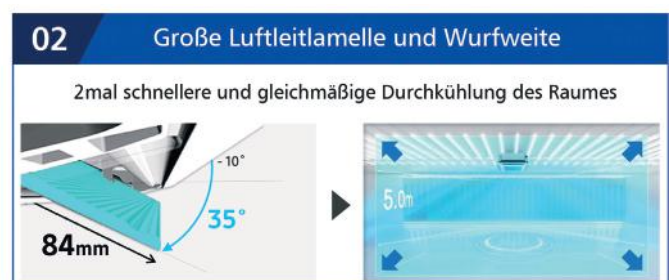 02
Große Luftleitlamelle und Wurfweite
2mal schnellere und gleichmäßige Durchkühlung des Raumes
- 10°
35°
84mm
5.0m